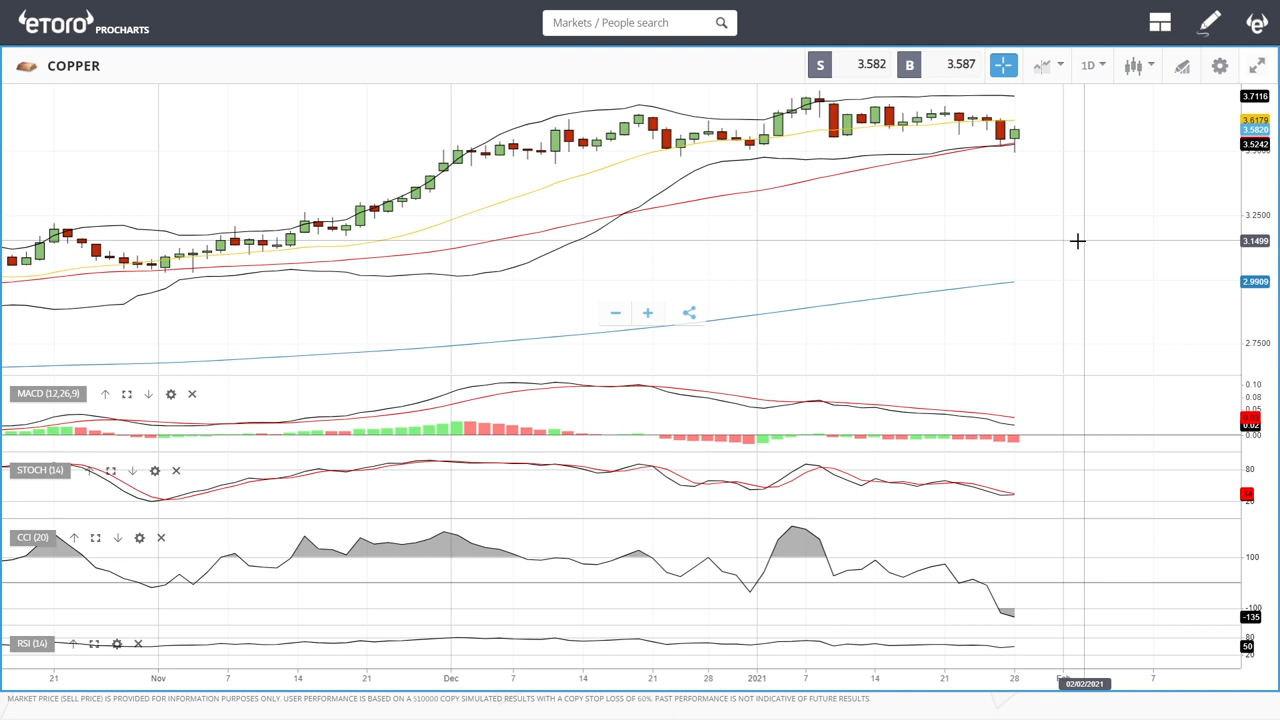 eTORO PROCHARTS
Markets / People search
COPPER
S 3.582 B 3.587
1D
3.7116
3.6179
3.5820
3.5242
3.2500
3.1499
2.9909
2.7500
MACD (12,26,9)
0.10
0.08
0.05
0.02
0.00
STOCH (14)
80
20
CCI (20)
100
-100
-135
RSI (14)
80
50
20
21 Nov 7 14 21 Dec 7 14 21 28 2021 7 14 21 28 7
02/02/2021
MARKET PRICE (SELL PRICE) IS PROVIDED FOR INFORMATION PURPOSES ONLY. USER PERFORMANCE IS BASED ON A $10000 COPY SIMULATED RESULTS WITH A COPY STOP LOSS OF 60%. PAST PERFORMANCE IS NOT INDICATIVE OF FUTURE RESULTS.